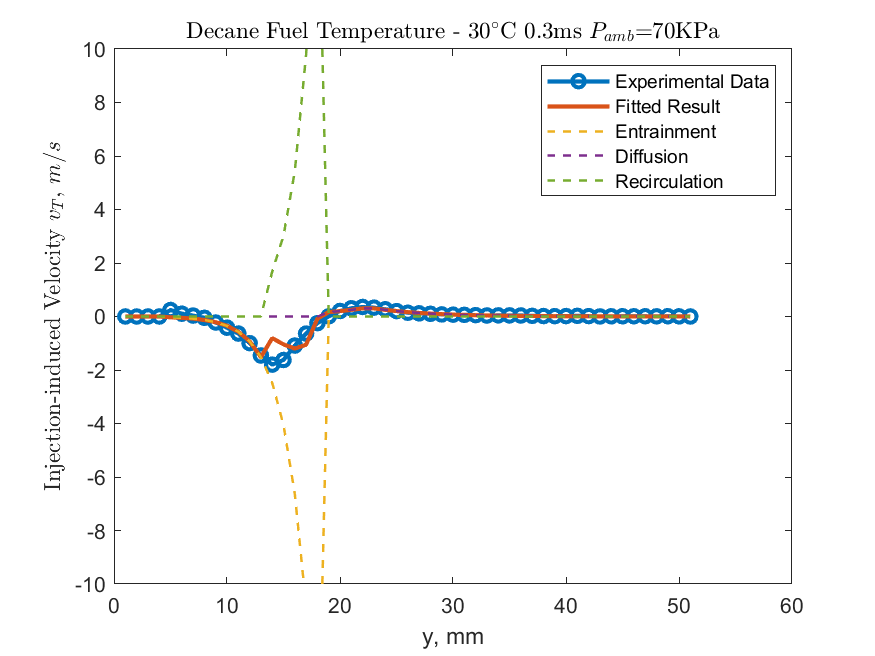 Decane Fuel Temperature - 30°C 0.3ms P_amb=70KPa
10
8
6
4
2
0
-2
-4
-6
-8
-10
Injection-induced Velocity v_T, m/s
Experimental Data
Fitted Result
Entrainment
Diffusion
Recirculation
0 10 20 30 40 50 60
y, mm